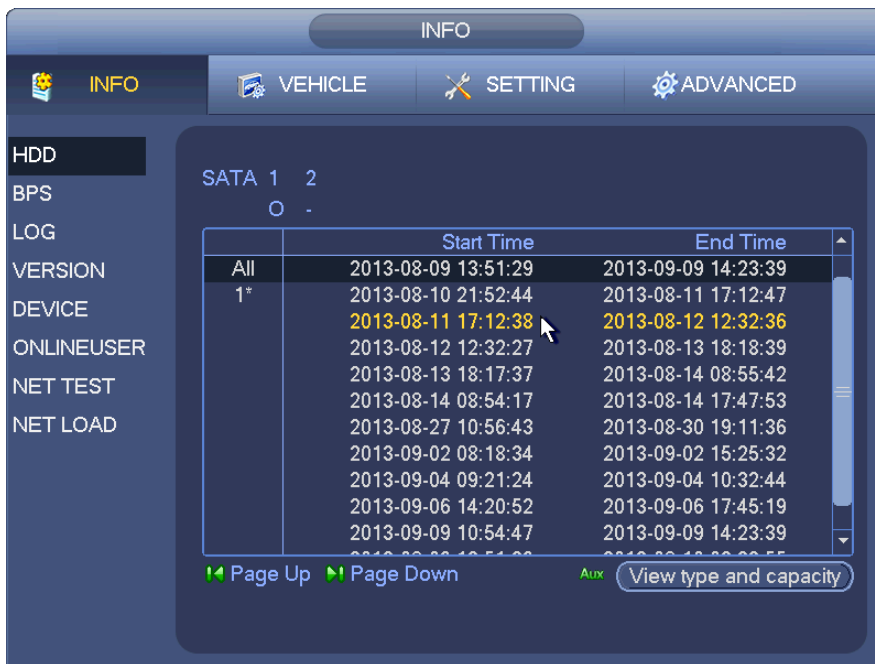 INFO
INFO VEHICLE SETTING ADVANCED
HDD
BPS
LOG
VERSION
DEVICE
ONLINEUSER
NET TEST
NET LOAD
SATA 1 2
O -
Start Time End Time
All 2013-08-09 13:51:29 2013-09-09 14:23:39
1* 2013-08-10 21:52:44 2013-08-11 17:12:47
2013-08-11 17:12:38 2013-08-12 12:32:36
2013-08-12 12:32:27 2013-08-13 18:18:39
2013-08-13 18:17:37 2013-08-14 08:55:42
2013-08-14 08:54:17 2013-08-14 17:47:53
2013-08-27 10:56:43 2013-08-30 19:11:36
2013-09-02 08:18:34 2013-09-02 15:25:32
2013-09-04 09:21:24 2013-09-04 10:32:44
2013-09-06 14:20:52 2013-09-06 17:45:19
2013-09-09 10:54:47 2013-09-09 14:23:39
Page Up Page Down Aux View type and capacity